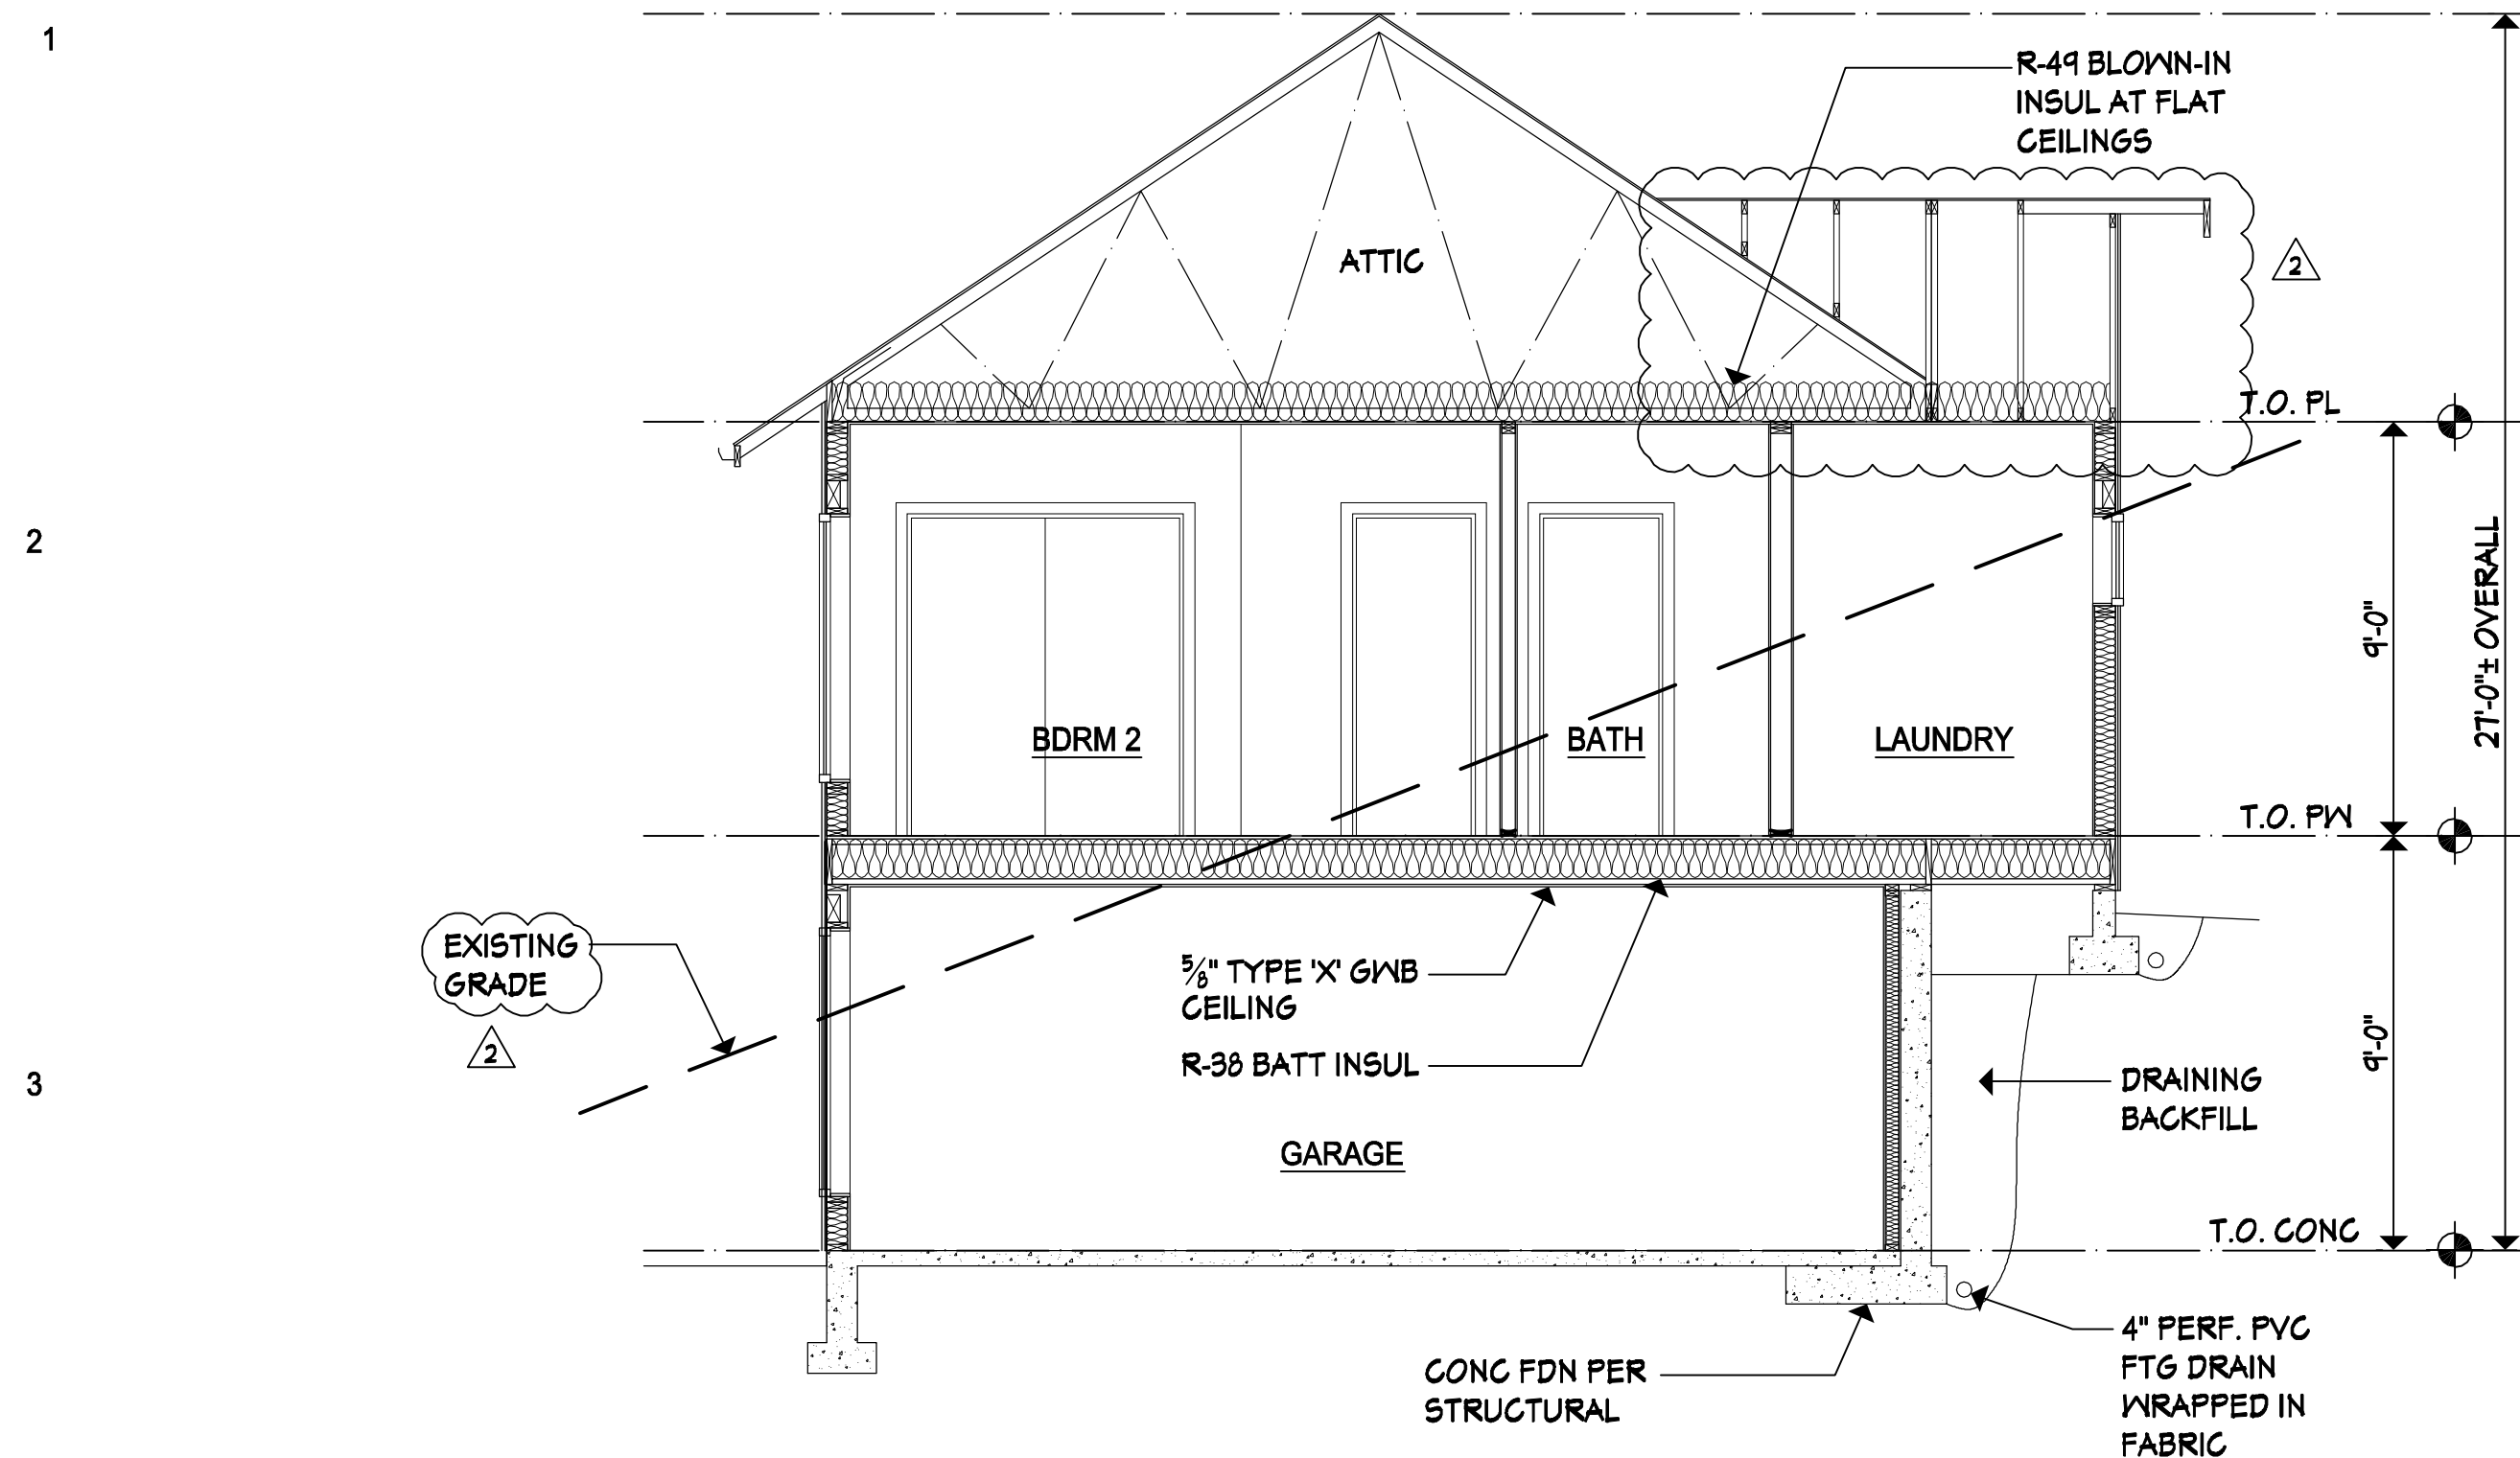 1
R-49 BLOWN-IN
INSUL AT FLAT
CEILINGS
ATTIC
2
T.O. PL
2
9'-0"
27'-0"± OVERALL
BDRM 2
BATH
LAUNDRY
T.O. PW
EXISTING
GRADE
2
5/8" TYPE 'X' GWB
CEILING
R-38 BATT INSUL
9'-0"
3
DRAINING
BACKFILL
GARAGE
T.O. CONC
4" PERF. PVC
FTG DRAIN
WRAPPED IN
FABRIC
CONC FDN PER
STRUCTURAL